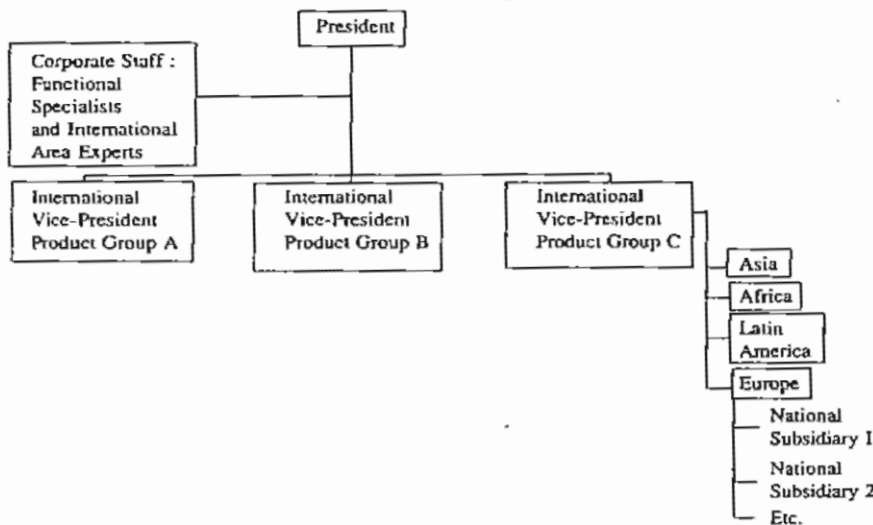 President
Corporate Staff :
Functional
Specialists
and International
Area Experts
International
Vice-President
Product Group A
International
Vice-President
Product Group B
International
Vice-President
Product Group C
Asia
Africa
Latin
America
Europe
National
Subsidiary 1
National
Subsidiary 2
Etc.